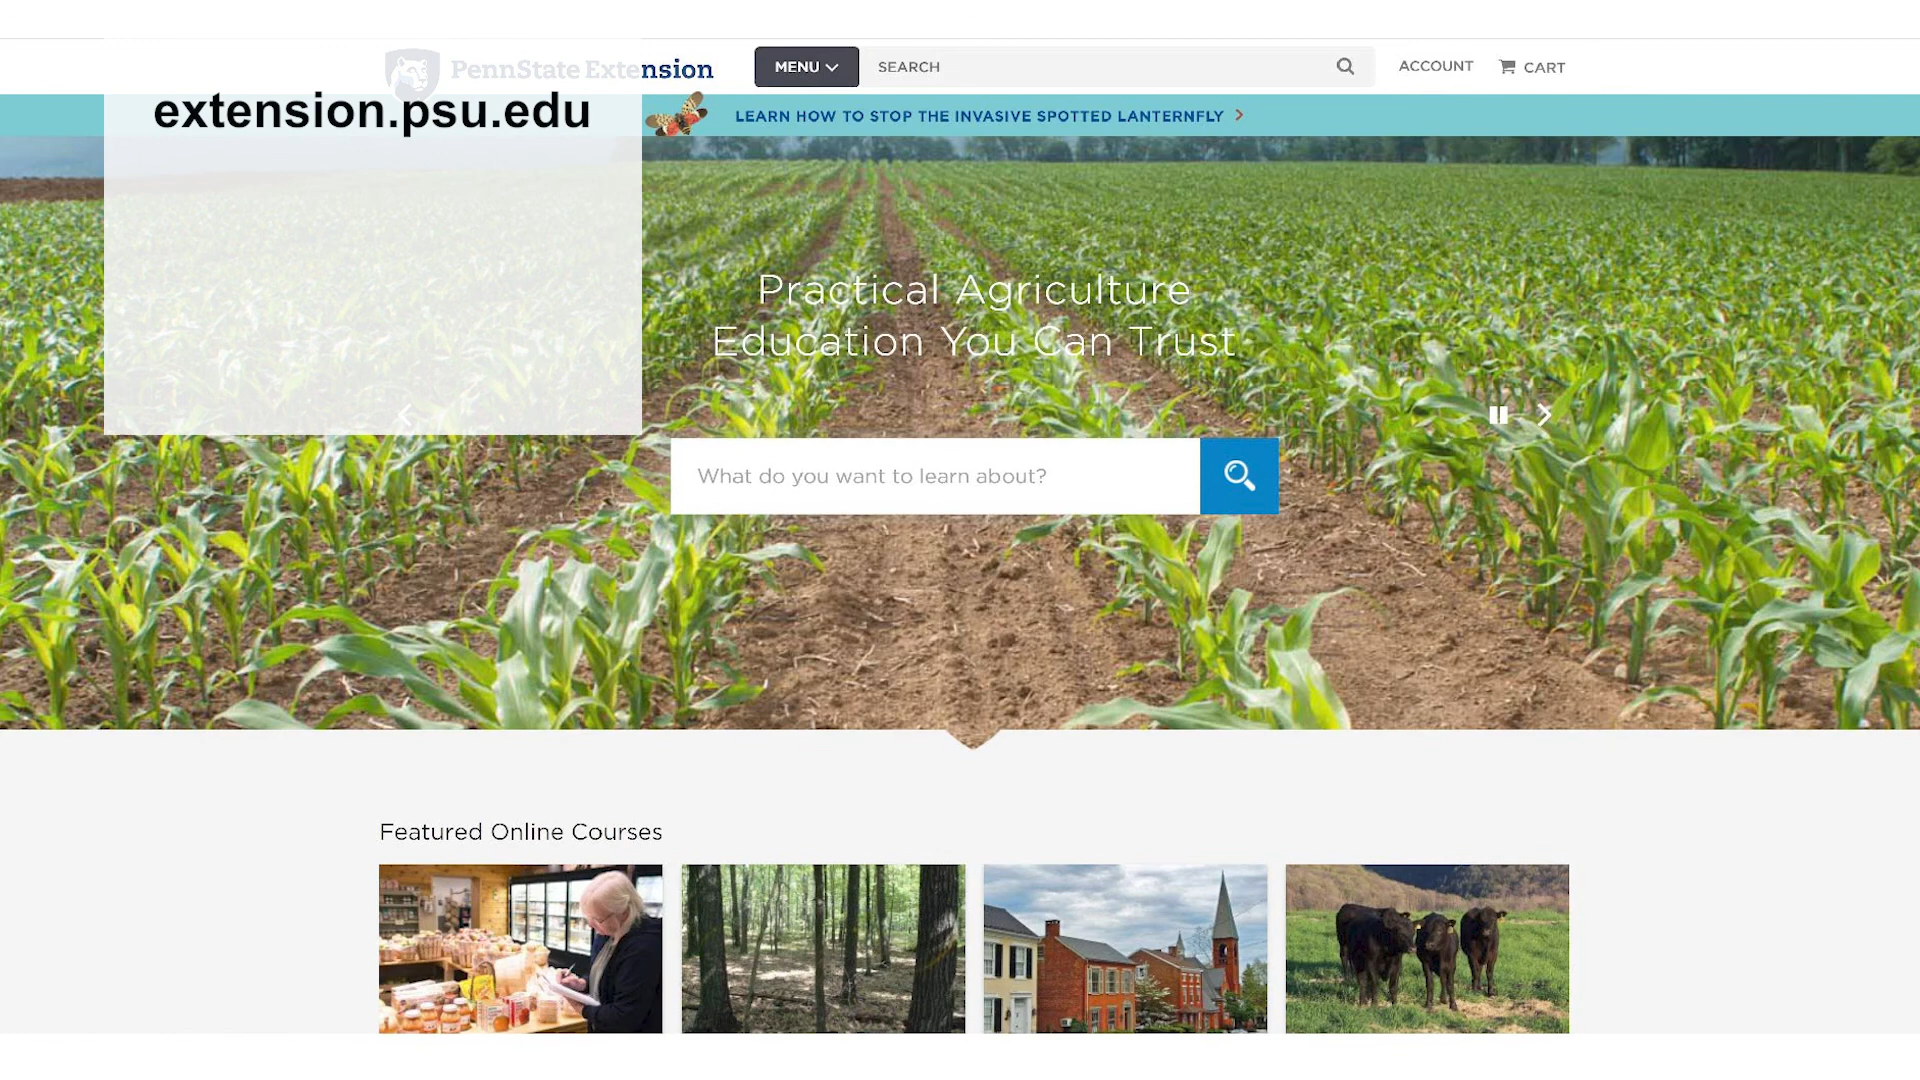 PennState Extension
MENU
SEARCH
ACCOUNT
CART
extension.psu.edu
LEARN HOW TO STOP THE INVASIVE SPOTTED LANTERNFLY
Practical Agriculture
Education You Can Trust
What do you want to learn about?
Featured Online Courses